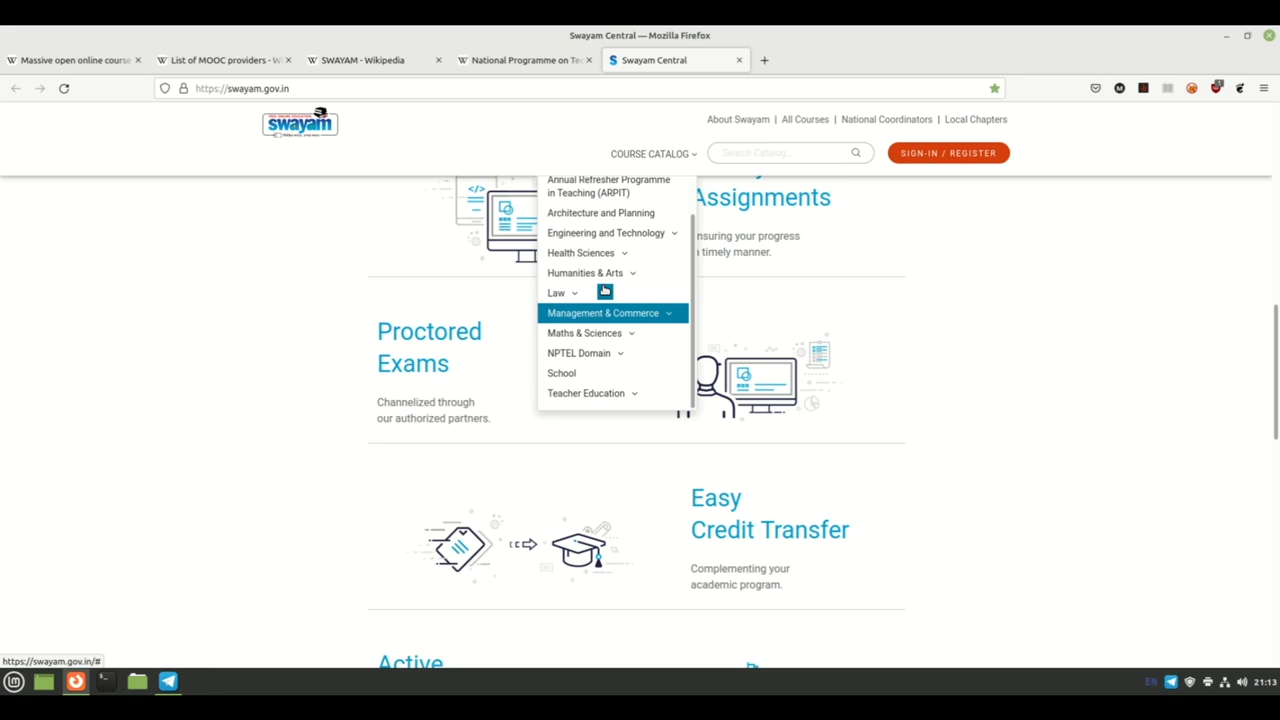 Swayam Central — Mozilla Firefox
Massive open online course
List of MOOC providers - Wi
SWAYAM - Wikipedia
National Programme on Tec
Swayam Central
https://swayam.gov.in
swayam
About Swayam | All Courses | National Coordinators | Local Chapters
COURSE CATALOG
Search Catalog...
SIGN-IN / REGISTER
Annual Refresher Programme
in Teaching (ARPIT)
Architecture and Planning
Engineering and Technology
Health Sciences
Humanities & Arts
Law
Management & Commerce
Maths & Sciences
NPTEL Domain
School
Teacher Education
Assignments
nsuring your progress
timely manner.
Proctored
Exams
Channelized through
our authorized partners.
Easy
Credit Transfer
Complementing your
academic program.
Active
https://swayam.gov.in/#
EN
21:13